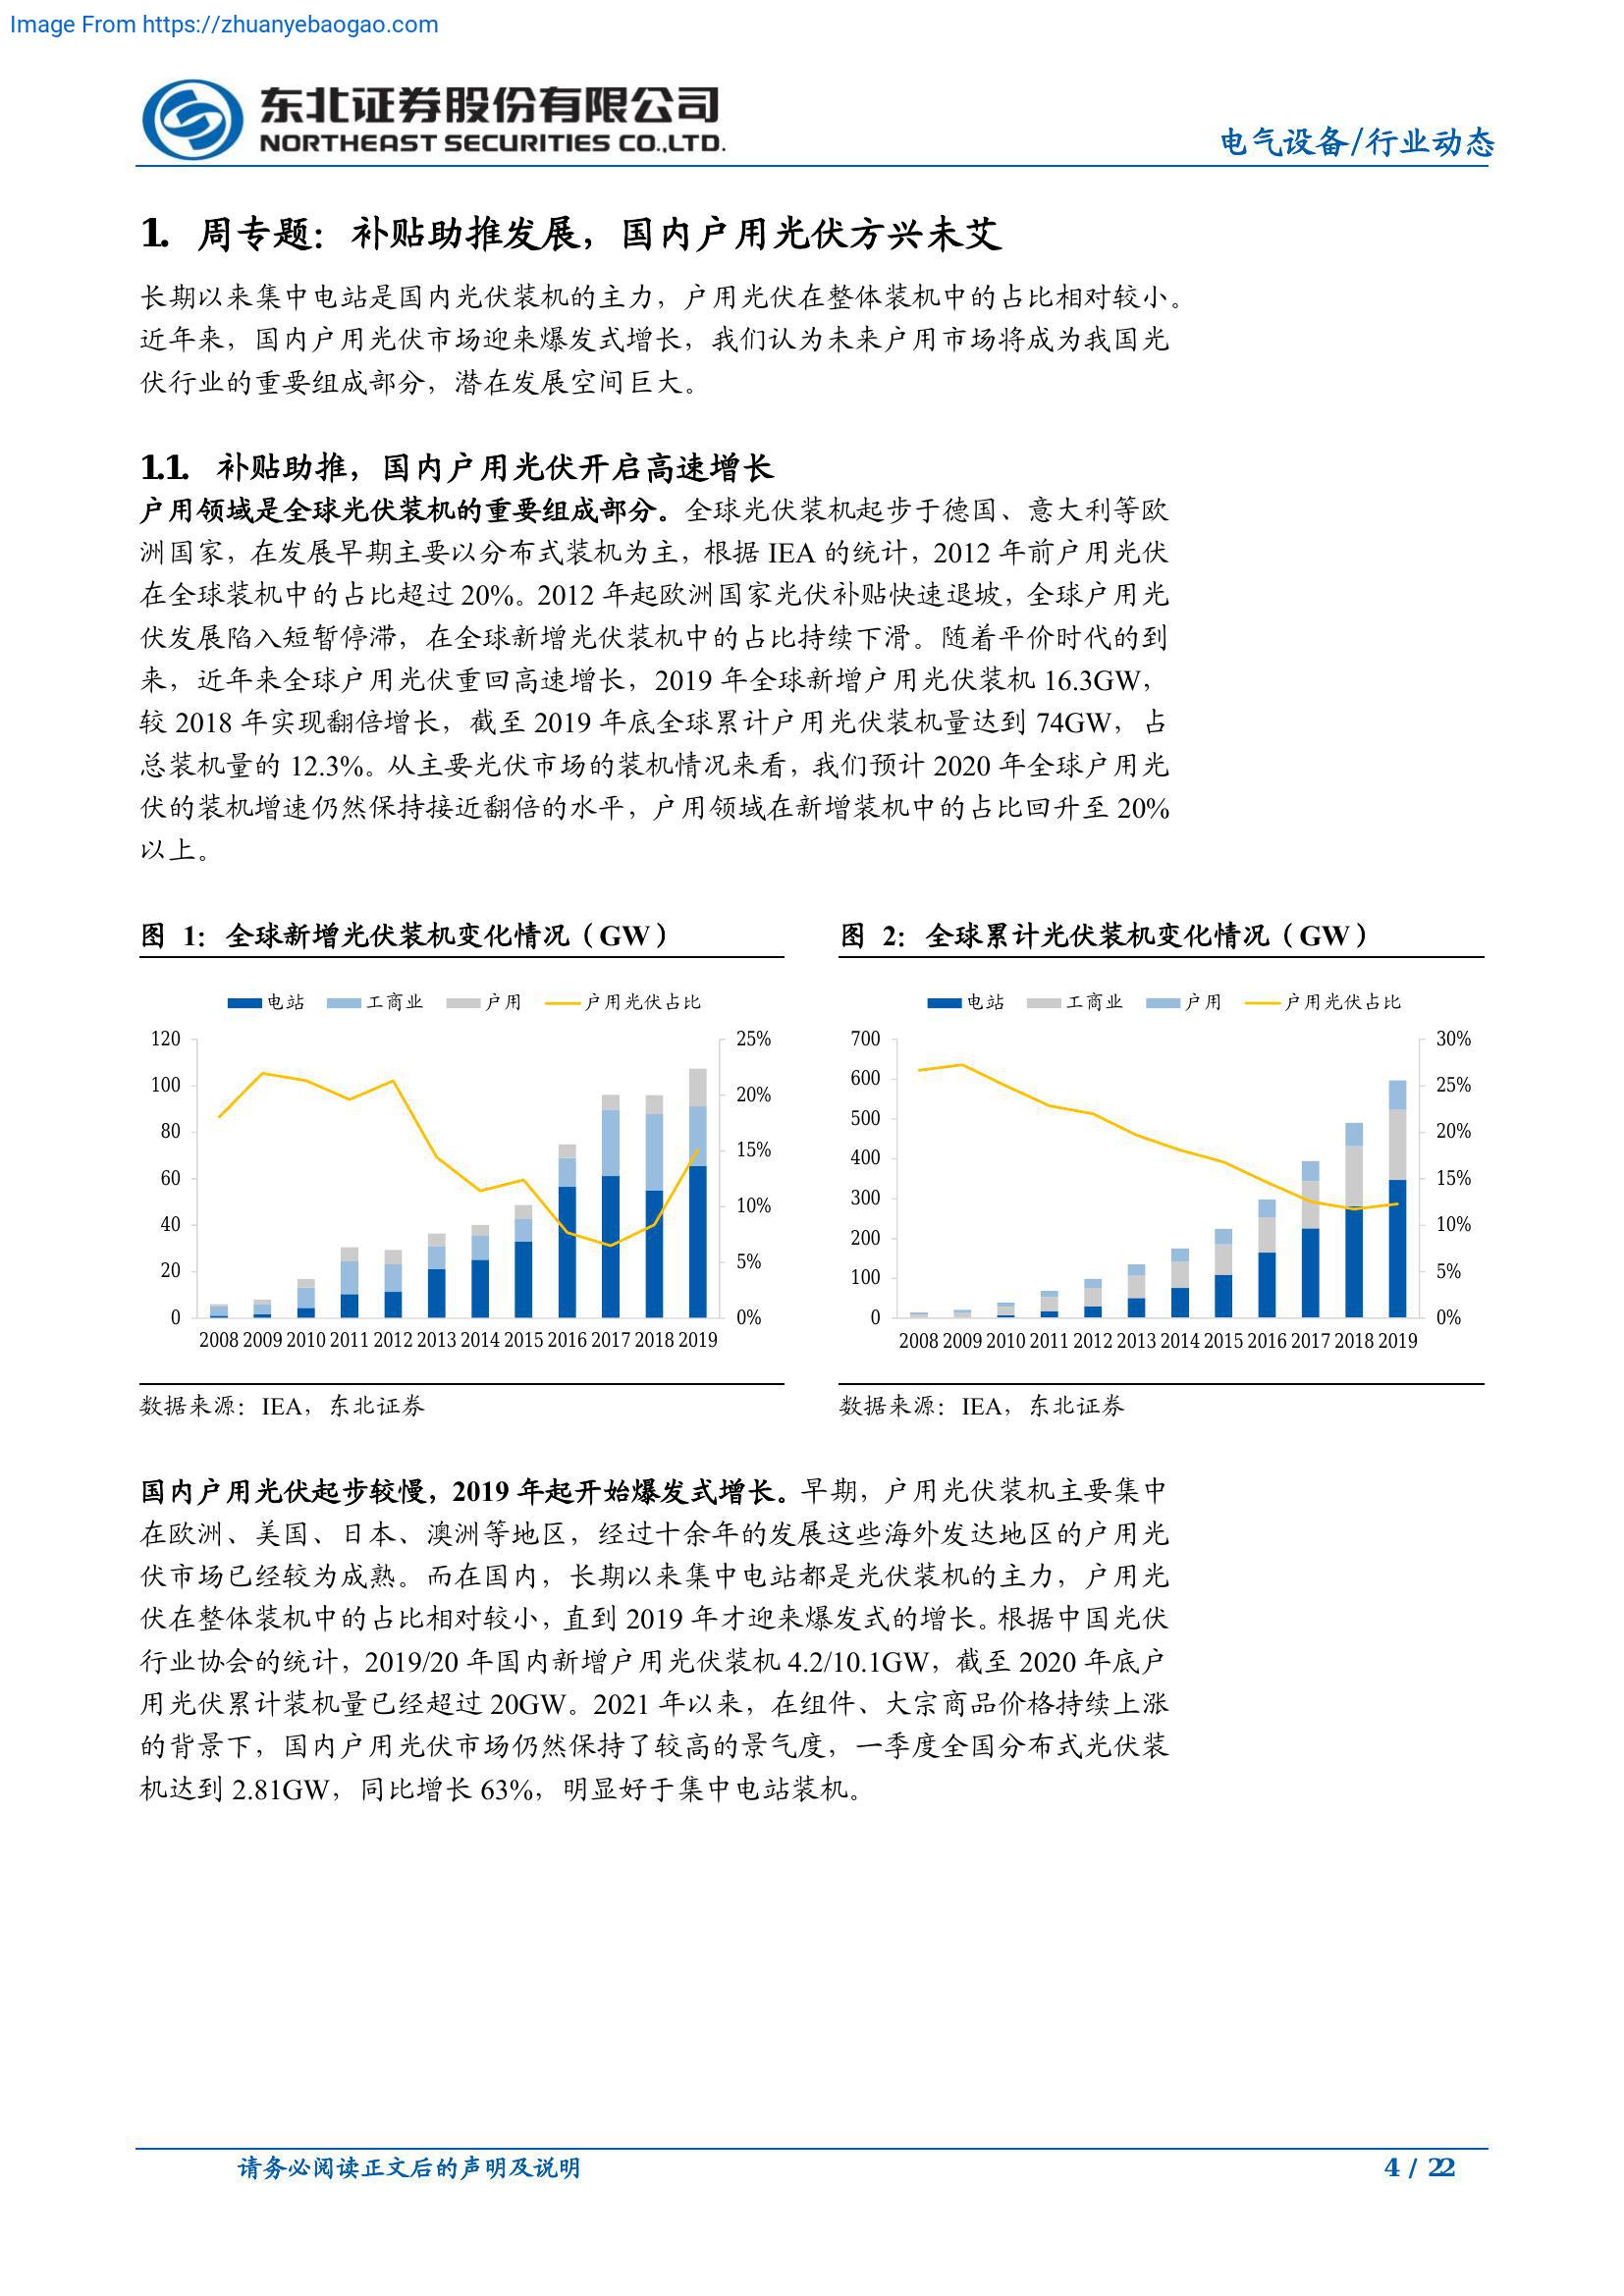 Image From https://zhuanyebaogao.com
东北证券股份有限公司
NORTHEAST SECURITIES CO.,LTD.
电气设备/行业动态
1. 周专题：补贴助推发展，国内户用光伏方兴未艾
长期以来集中电站是国内光伏装机的主力，户用光伏在整体装机中的占比相对较小。
近年来，国内户用光伏市场迎来爆发式增长，我们认为未来户用市场将成为我国光
伏行业的重要组成部分，潜在发展空间巨大。
1.1. 补贴助推，国内户用光伏开启高速增长
户用领域是全球光伏装机的重要组成部分。全球光伏装机起步于德国、意大利等欧
洲国家，在发展早期主要以分布式装机为主，根据 IEA 的统计，2012 年前户用光伏
在全球装机中的占比超过 20%。2012 年起欧洲国家光伏补贴快速退坡，全球户用光
伏发展陷入短暂停滞，在全球新增光伏装机中的占比持续下滑。随着平价时代的到
来，近年来全球户用光伏重回高速增长，2019 年全球新增户用光伏装机 16.3GW，
较 2018 年实现翻倍增长，截至 2019 年底全球累计户用光伏装机量达到 74GW，占
总装机量的 12.3%。从主要光伏市场的装机情况来看，我们预计 2020 年全球户用光
伏的装机增速仍然保持接近翻倍的水平，户用领域在新增装机中的占比回升至 20%
以上。
图 1：全球新增光伏装机变化情况（GW）
电站 工商业 户用 户用光伏占比
120
100
80
60
40
20
0
25%
20%
15%
10%
5%
0%
2008 2009 2010 2011 2012 2013 2014 2015 2016 2017 2018 2019
数据来源：IEA，东北证券
图 2：全球累计光伏装机变化情况（GW）
电站 工商业 户用 户用光伏占比
700
600
500
400
300
200
100
0
30%
25%
20%
15%
10%
5%
0%
2008 2009 2010 2011 2012 2013 2014 2015 2016 2017 2018 2019
数据来源：IEA，东北证券
国内户用光伏起步较慢，2019 年起开始爆发式增长。早期，户用光伏装机主要集中
在欧洲、美国、日本、澳洲等地区，经过十余年的发展这些海外发达地区的户用光
伏市场已经较为成熟。而在国内，长期以来集中电站都是光伏装机的主力，户用光
伏在整体装机中的占比相对较小，直到 2019 年才迎来爆发式的增长。根据中国光伏
行业协会的统计，2019/20 年国内新增户用光伏装机 4.2/10.1GW，截至 2020 年底户
用光伏累计装机量已经超过 20GW。2021 年以来，在组件、大宗商品价格持续上涨
的背景下，国内户用光伏市场仍然保持了较高的景气度，一季度全国分布式光伏装
机达到 2.81GW，同比增长 63%，明显好于集中电站装机。
请务必阅读正文后的声明及说明
4 / 22